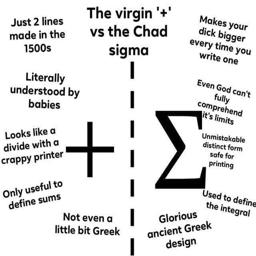 The virgin '+'
vs the Chad
sigma
Just 2 lines
made in the
1500s
Literally
understood by
babies
Looks like a
divide with a
crappy printer
Only useful to
define sums
Not even a
little bit Greek
+
Makes your
dick bigger
every time you
write one
Even God can't
fully
comprehend
it's limits
Unmistakable
distinct form
safe for
printing
Used to define
the integral
Glorious
ancient Greek
design
Σ